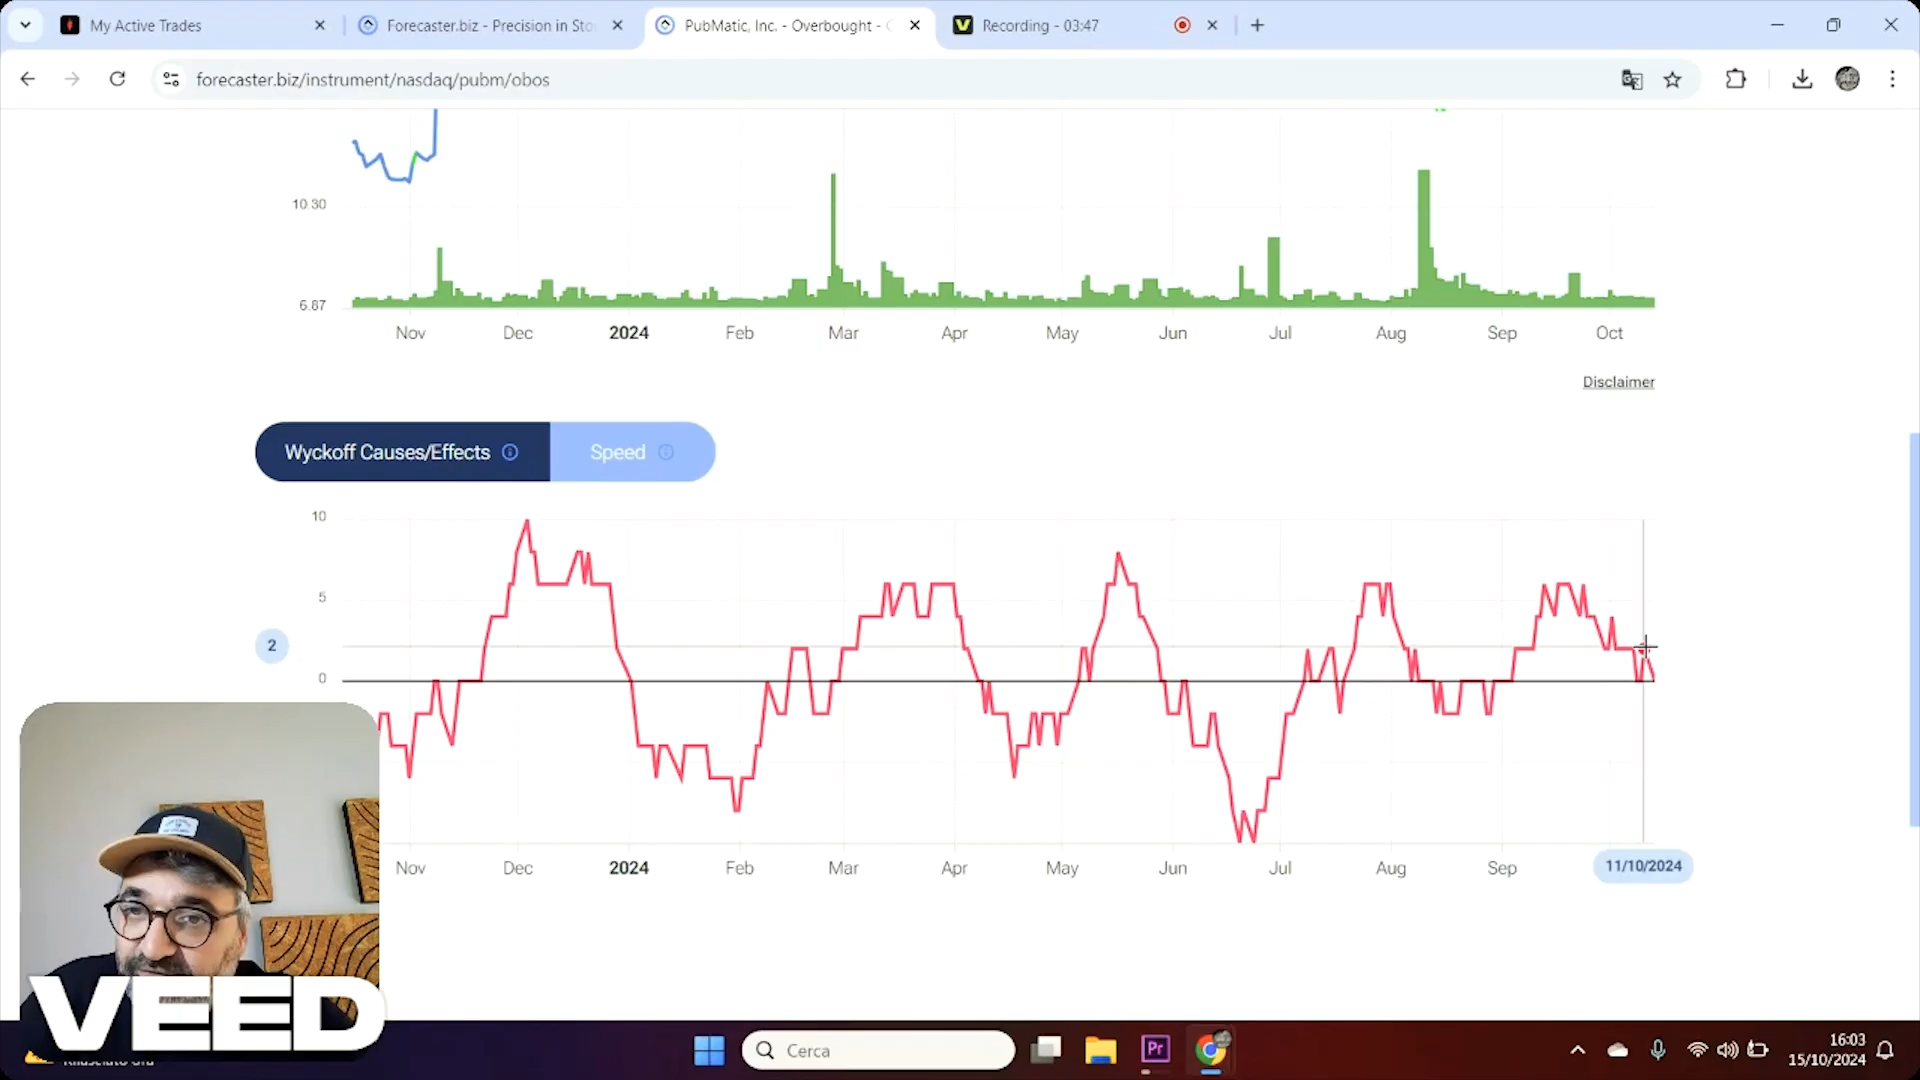 My Active Trades
Forecaster.biz - Precision in Sto
PubMatic, Inc. - Overbought -
Recording - 03:47
forecaster.biz/instrument/nasdaq/pubm/obos
10.30
6.87
Nov Dec 2024 Feb Mar Apr May Jun Jul Aug Sep Oct
Disclaimer
Wyckoff Causes/Effects Speed
10
5
2
0
Nov Dec 2024 Feb Mar Apr May Jun Jul Aug Sep 11/10/2024
VEED
Cerca
Pr
16:03
15/10/2024